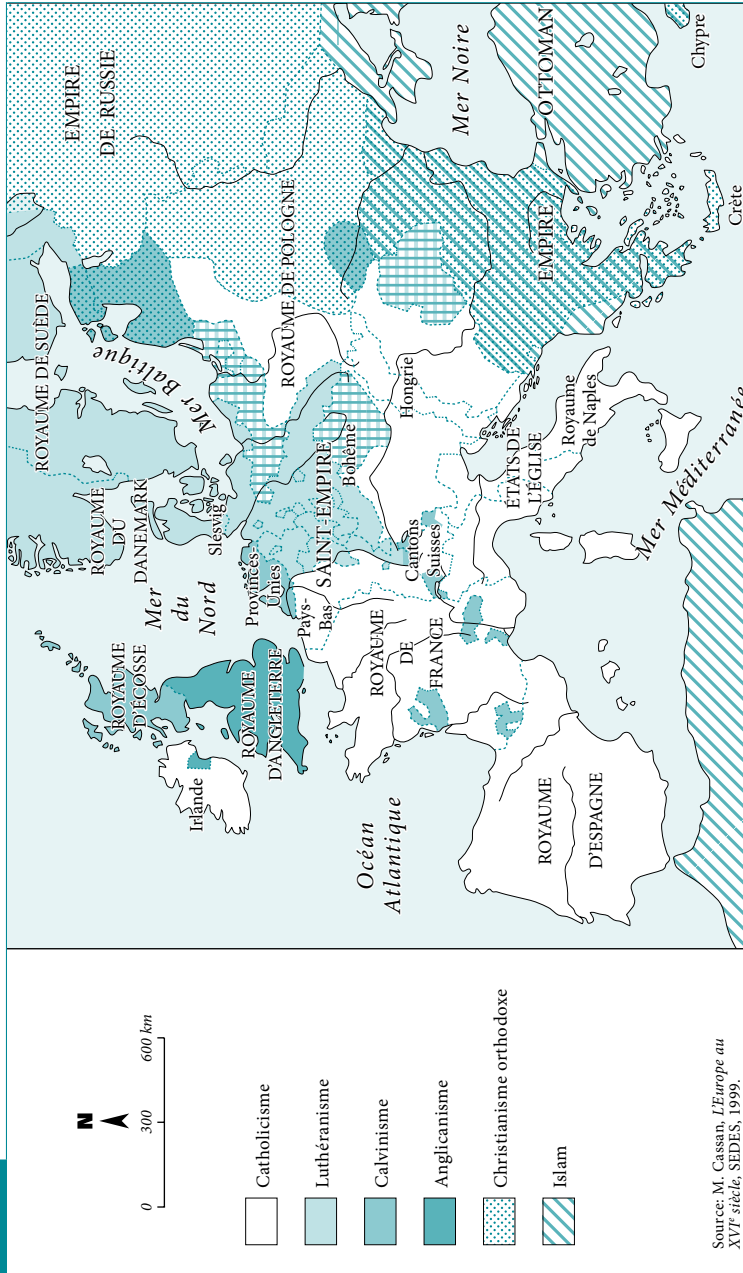 N
0
300
600 km
Catholicisme
Luthéranisme
Calvinisme
Anglicanisme
Christianisme orthodoxe
Islam
Source: M. Cassan, L'Europe au
XVIe siècle, SEDES, 1999.
EMPIRE
DE RUSSIE
ROYAUME DE SUÈDE
Mer Baltique
ROYAUME
DU
DANEMARK
Slesvig
Mer
du
Nord
ROYAUME
D'ÉCOSSE
Irlande
ROYAUME
D'ANGLETERRE
Provinces-
Unies
Pays-
Bas
SAINT-EMPIRE
Bohême
ROYAUME DE POLOGNE
Hongrie
Cantons
Suisses
Océan
Atlantique
ROYAUME
DE
FRANCE
ROYAUME
D'ESPAGNE
ÉTATS DE
L'ÉGLISE
Royaume
de Naples
Mer Méditerranée
Mer Noire
EMPIRE
OTTOMAN
Crète
Chypre